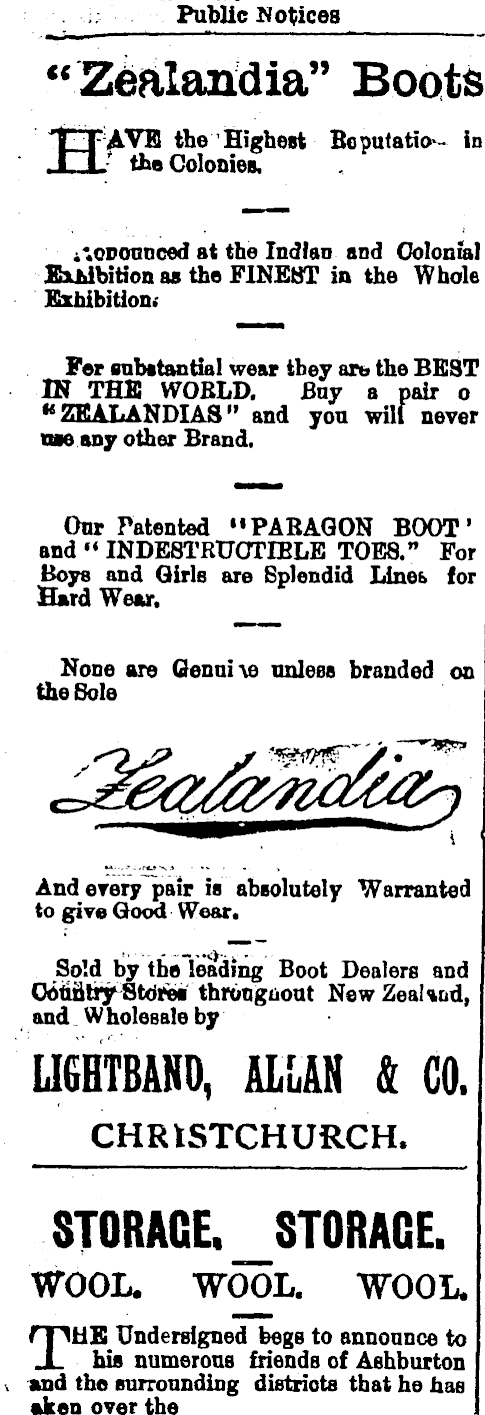 Public Notices
"Zealandia" Boots
HAVE the Highest Reputatio- in
the Colonies.
at the Indian and Colonial
Exhibition as the FINEST in the Whole
Exhibition.
For substantial wear they are the BEST
IN THE WORLD. Buy a pair o
"ZEALANDIAS" and you will never
use any other Brand.
Our Patented "PARAGON BOOT'
and "INDESTRUCTIBLE TOES." For
Boys and Girls are Splendid Lines for
Hard Wear.
None are Genuine unless branded on
the Sole
Zealandia
And every pair is absolutely Warranted
to give Good Wear.
Sold by the leading Boot Dealers and
Country Stores throughout New Zealand,
and Wholesale by
LIGHTBAND, ALLAN & CO.
CHRISTCHURCH.
STORAGE. STORAGE.
WOOL. WOOL. WOOL.
THE Undersigned begs to announce to
his numerous friends of Ashburton
and the surrounding districts that he has
aken over the